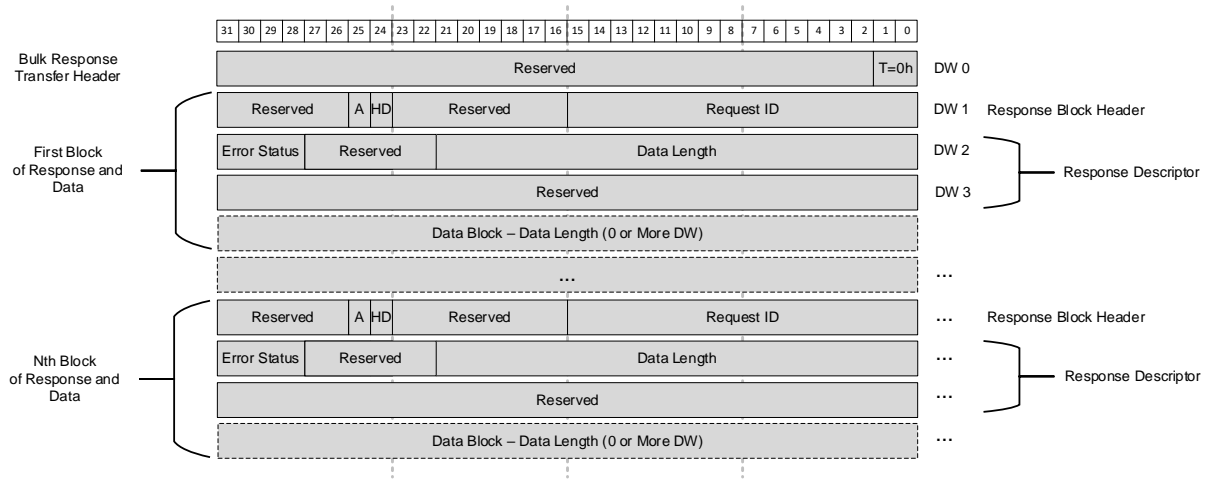 31 30 29 28 27 26 25 24 23 22 21 20 19 18 17 16 15 14 13 12 11 10 9 8 7 6 5 4 3 2 1 0
Bulk Response
Transfer Header
Reserved T=0h DW 0
Reserved A HD Reserved Request ID DW 1 Response Block Header
First Block
of Response and
Data
Error Status Reserved Data Length DW 2
Response Descriptor
Reserved DW 3
Data Block – Data Length (0 or More DW)
... ...
Reserved A HD Reserved Request ID ... Response Block Header
Nth Block
of Response and
Data
Error Status Reserved Data Length ...
Response Descriptor
Reserved ...
Data Block – Data Length (0 or More DW) ...